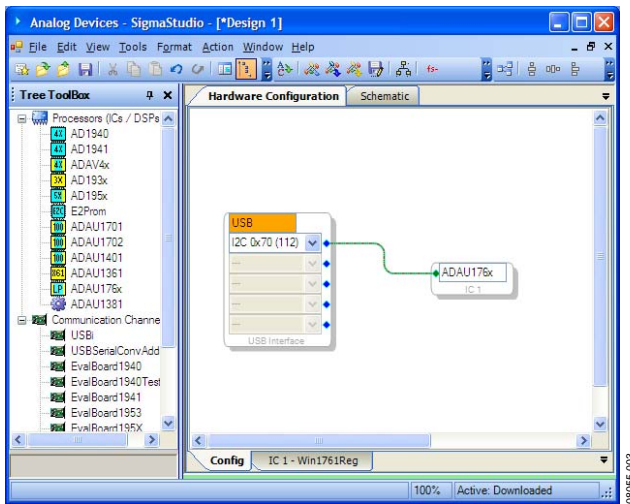 Analog Devices - SigmaStudio - [*Design 1]
File Edit View Tools Format Action Window Help
Tree ToolBox
Hardware Configuration
Schematic
Processors (ICs / DSPs
AD1940
AD1941
ADAV4x
AD193x
AD195x
E2Prom
ADAU1701
ADAU1702
ADAU1401
ADAU1361
ADAU176x
ADAU1381
Communication Channe
USBi
USBSerialConvAdd
EvalBoard1940
EvalBoard1940Test
EvalBoard1941
EvalBoard1953
EvalBoard195X
USB
I2C 0x70 (112)
USB Interface
ADAU176x
IC 1
Config
IC 1 - Win1761Reg
100%
Active: Downloaded